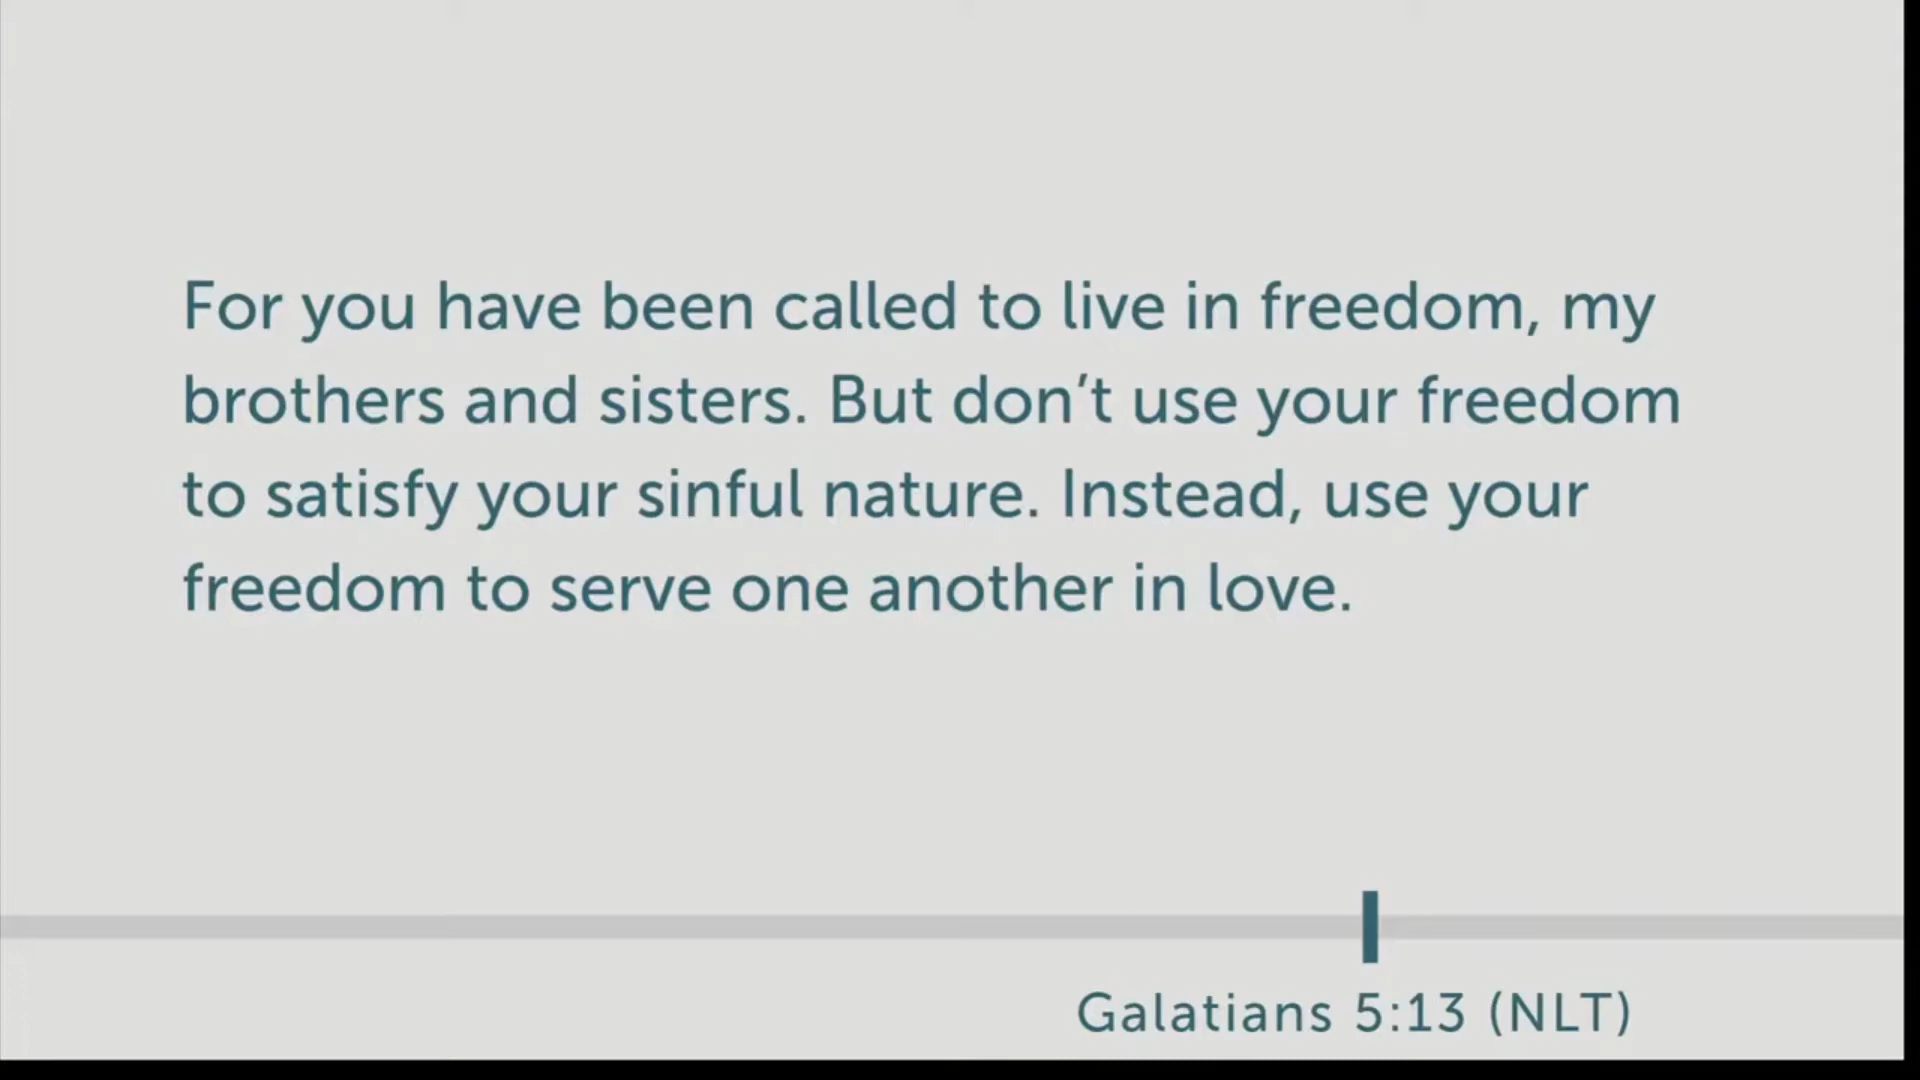 For you have been called to live in freedom, my
brothers and sisters. But don’t use your freedom
to satisfy your sinful nature. Instead, use your
freedom to serve one another in love.
Galatians 5:13 (NLT)